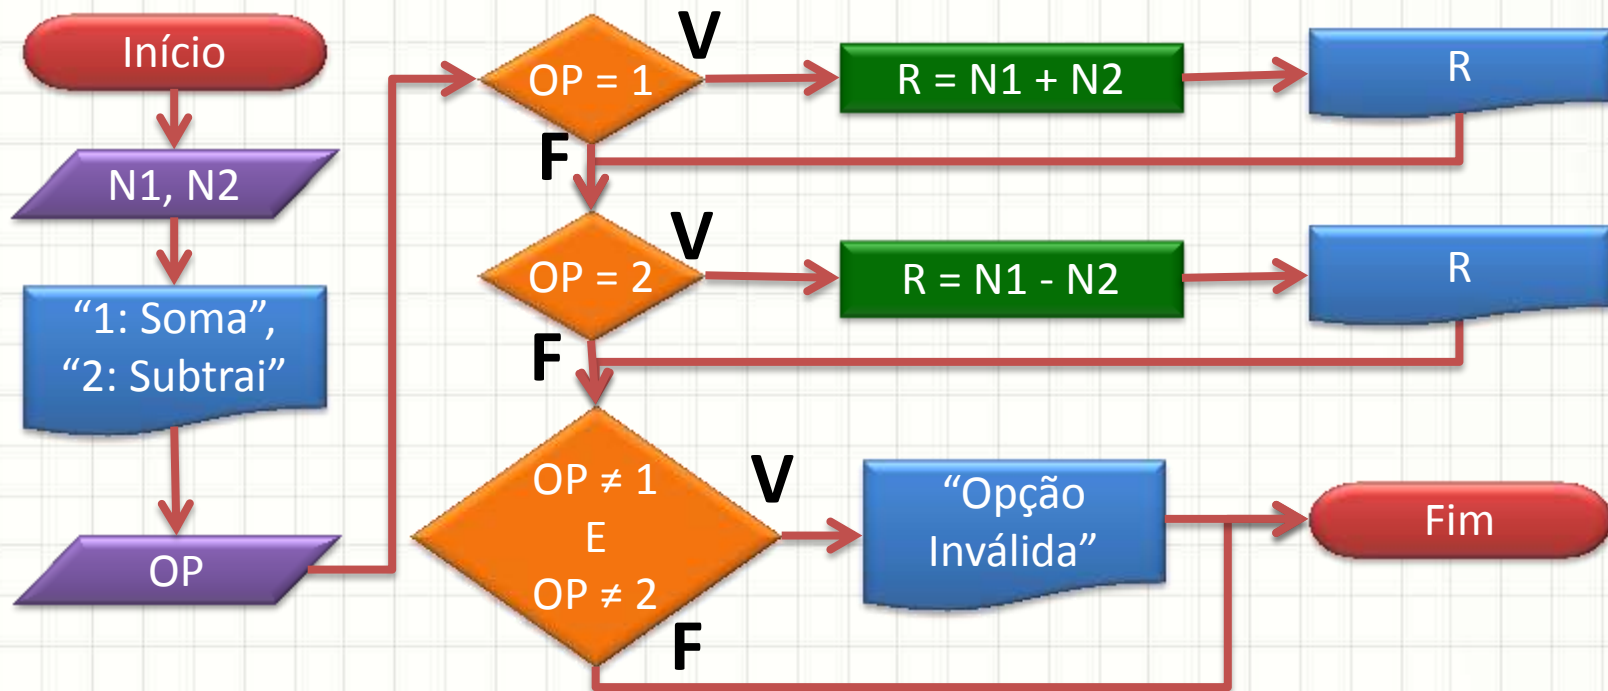 Início
N1, N2
“1: Soma”,
“2: Subtrai”
OP
OP = 1
V
R = N1 + N2
R
F
OP = 2
V
R = N1 - N2
R
F
OP ≠ 1
E
OP ≠ 2
V
F
“Opção
Inválida”
Fim